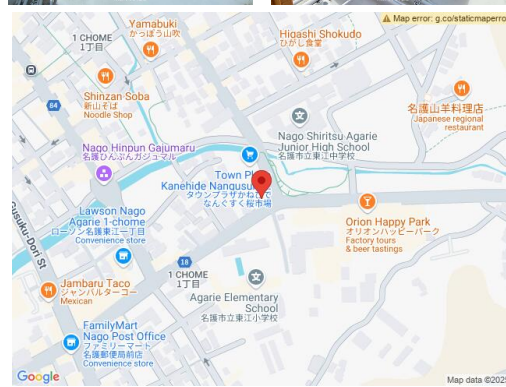 Map error: g.co/staticmaperro
Yamabuki
かっぽう山吹
1 CHOME
1丁目
Higashi Shokudo
ひがし食堂
Shinzan Soba
新山そば
Noodle Shop
64
名護山羊料理店
Japanese regional
restaurant
Nago Shiritsu Agarie
Junior High School
名護市立東江中学校
Nago Hinpun Gajumaru
名護ひんぷんガジュマル
Town Pl
Kanehide Nangusu
タウンプラザかねひで
なんぐすく桜市場
Gusuku-Dori St
Lawson Nago
Agarie 1-chome
ローソン名護東江一丁目
Convenience store
Orion Happy Park
オリオンハッピーパーク
Factory tours
& beer tastings
18
1 CHOME
1丁目
Jambaru Taco
ジャンバルターコー
Mexican
Agarie Elementary
School
名護市立東江小学校
FamilyMart
Nago Post Office
ファミリーマート
名護郵便局前店
Convenience store
Google
Map data ©2025